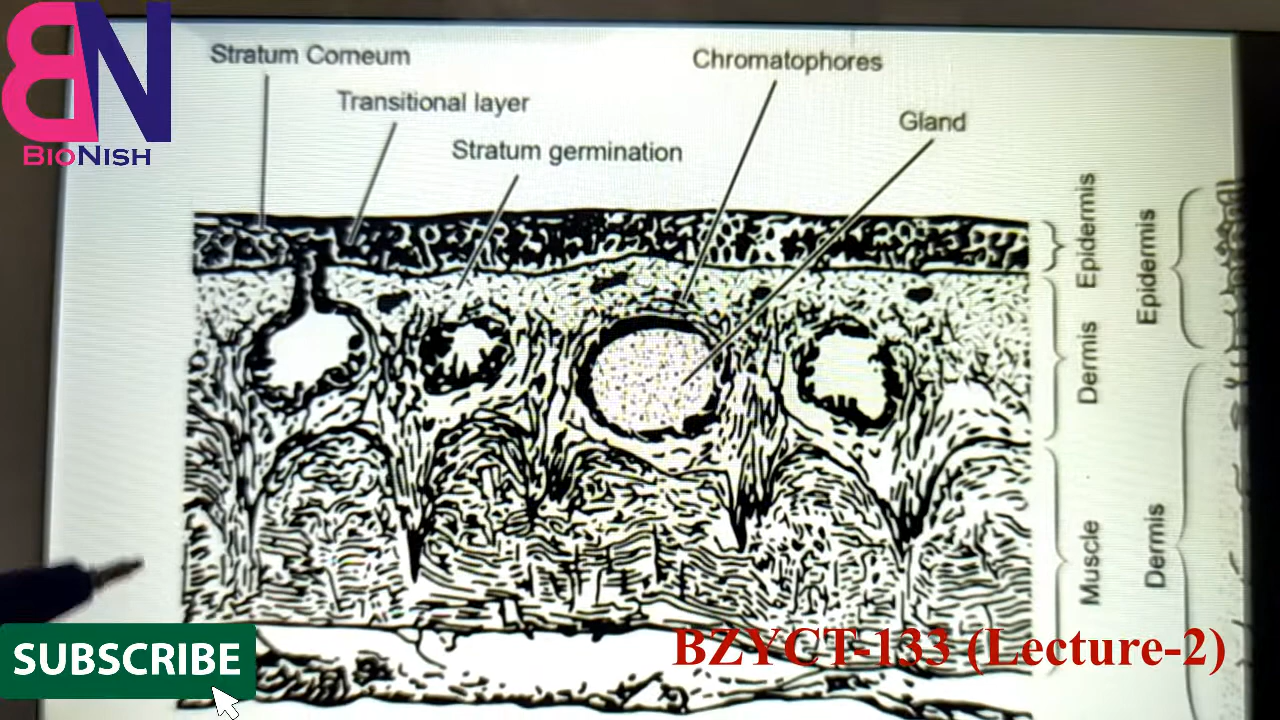 BN
BIONISH
Stratum Corneum
Transitional layer
Stratum germination
Chromatophores
Gland
Epidermis
Dermis
Muscle
Epidermis
Dermis
BZYCT-133 (Lecture-2)
SUBSCRIBE